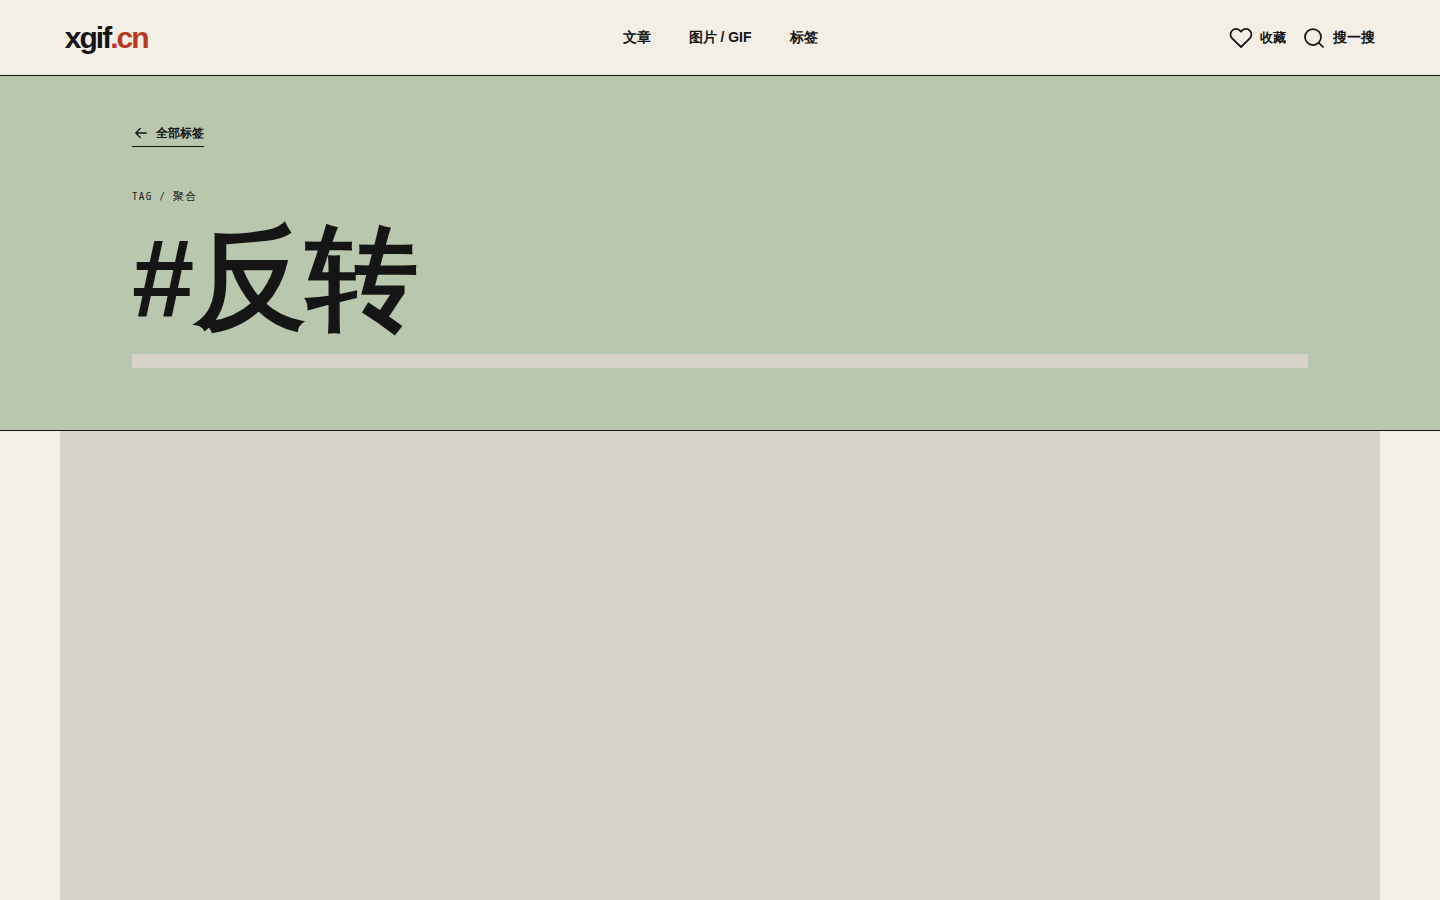 xgif.cn
文章
图片 / GIF
标签
收藏
搜一搜
全部标签
TAG / 聚合
#反转